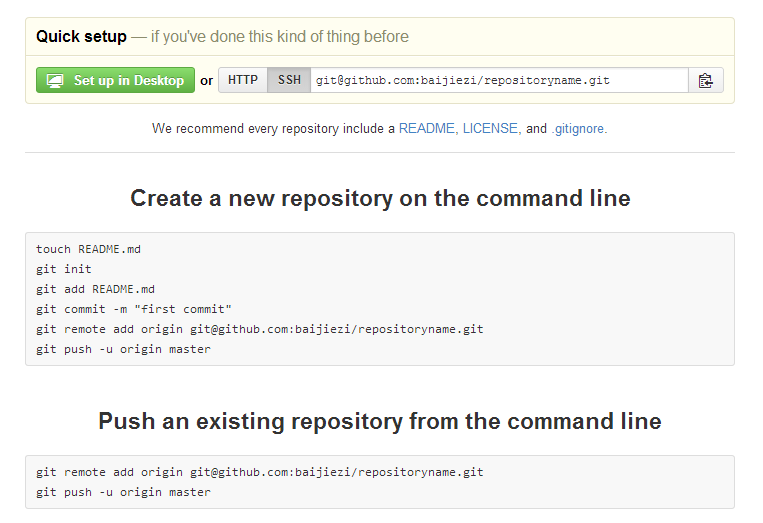 Quick setup — if you've done this kind of thing before
Set up in Desktop or HTTP SSH git@github.com:baijiezi/repositoryname.git
We recommend every repository include a README, LICENSE, and .gitignore.
Create a new repository on the command line
touch README.md
git init
git add README.md
git commit -m "first commit"
git remote add origin git@github.com:baijiezi/repositoryname.git
git push -u origin master
Push an existing repository from the command line
git remote add origin git@github.com:baijiezi/repositoryname.git
git push -u origin master